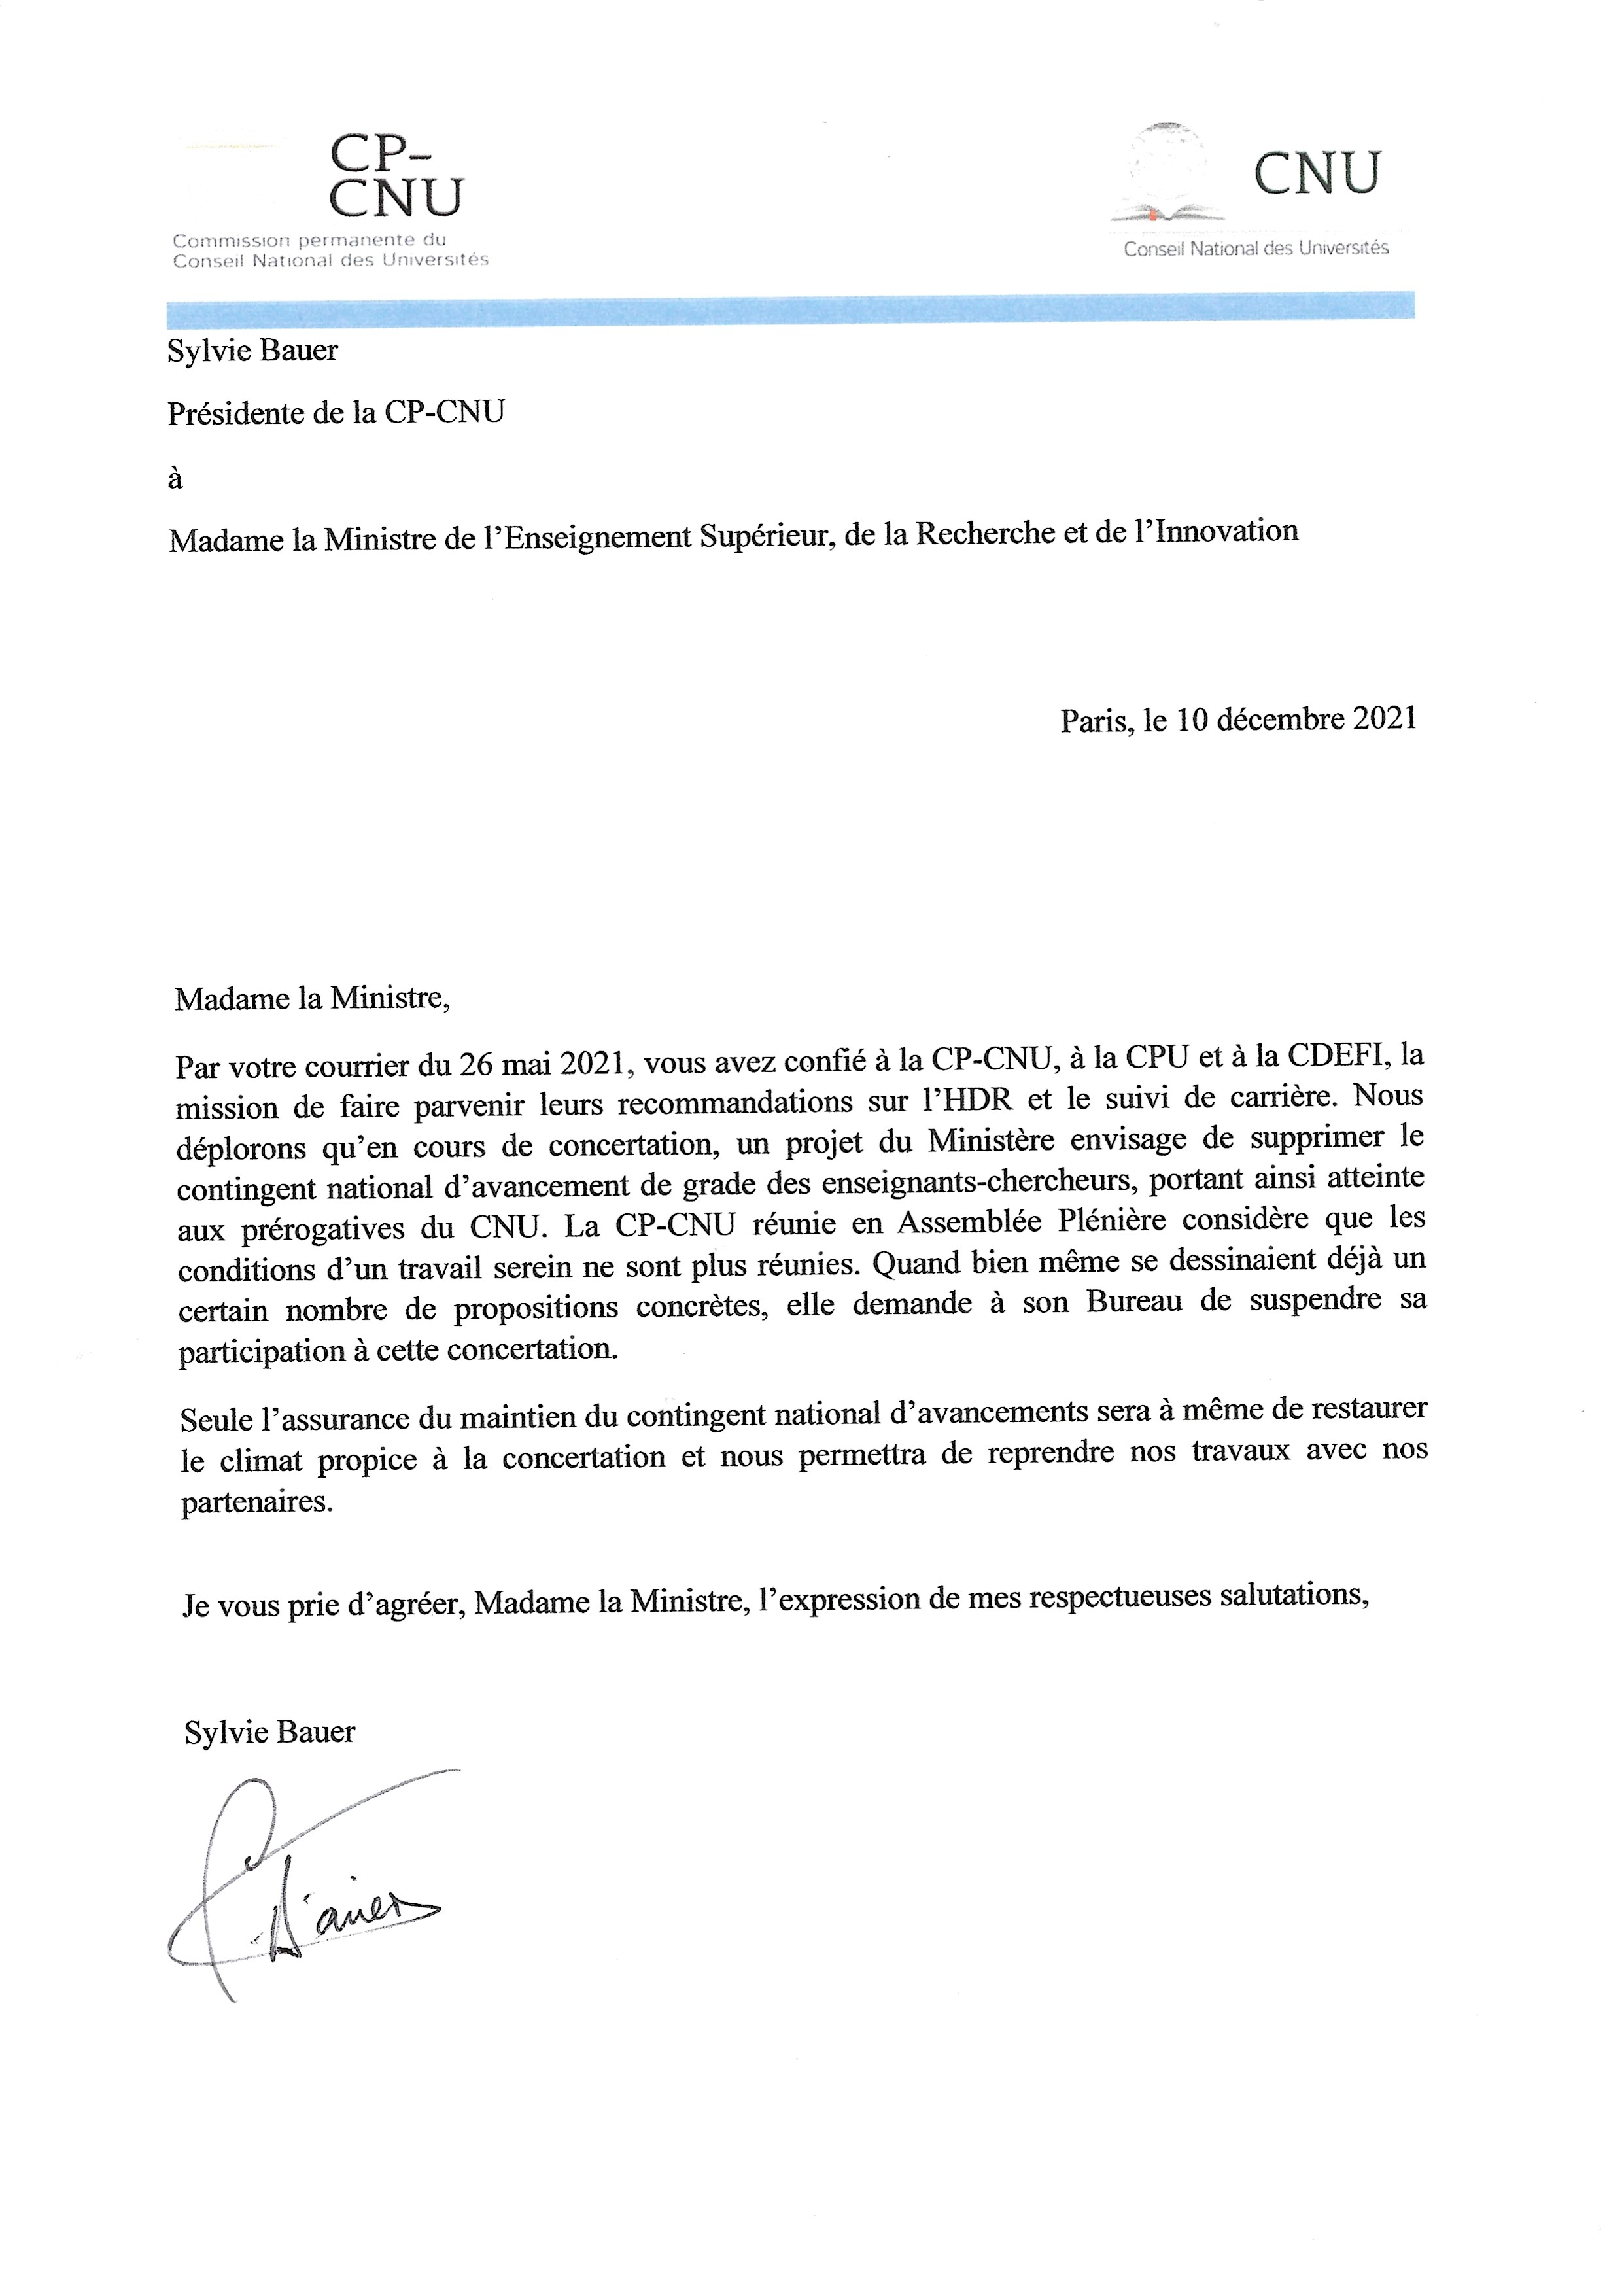 CP-
CNU
Commission permanente du
Conseil National des Universités
CNU
Conseil National des Universités
Sylvie Bauer
Présidente de la CP-CNU
à
Madame la Ministre de l’Enseignement Supérieur, de la Recherche et de l’Innovation
Paris, le 10 décembre 2021
Madame la Ministre,
Par votre courrier du 26 mai 2021, vous avez confié à la CP-CNU, à la CPU et à la CDEFI, la
mission de faire parvenir leurs recommandations sur l’HDR et le suivi de carrière. Nous
déplorons qu’en cours de concertation, un projet du Ministère envisage de supprimer le
contingent national d’avancement de grade des enseignants-chercheurs, portant ainsi atteinte
aux prérogatives du CNU. La CP-CNU réunie en Assemblée Plénière considère que les
conditions d’un travail serein ne sont plus réunies. Quand bien même se dessinaient déjà un
certain nombre de propositions concrètes, elle demande à son Bureau de suspendre sa
participation à cette concertation.
Seule l’assurance du maintien du contingent national d’avancements sera à même de restaurer
le climat propice à la concertation et nous permettra de reprendre nos travaux avec nos
partenaires.
Je vous prie d’agréer, Madame la Ministre, l’expression de mes respectueuses salutations,
Sylvie Bauer